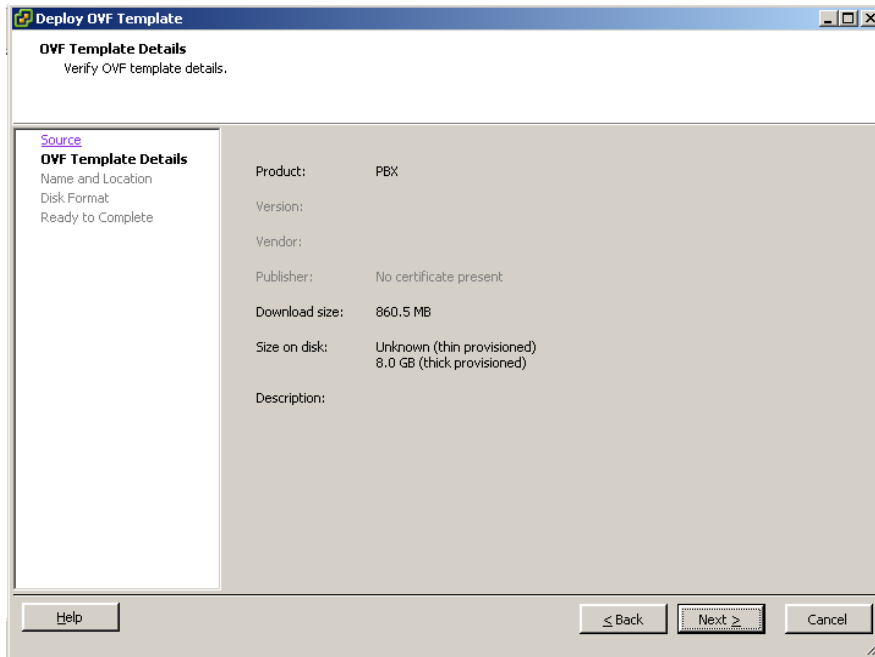 Deploy OVF Template
OVF Template Details
Verify OVF template details.
Source
OVF Template Details
Name and Location
Disk Format
Ready to Complete
Product: PBX
Version:
Vendor:
Publisher: No certificate present
Download size: 860.5 MB
Size on disk: Unknown (thin provisioned)
8.0 GB (thick provisioned)
Description:
Help
< Back
Next >
Cancel